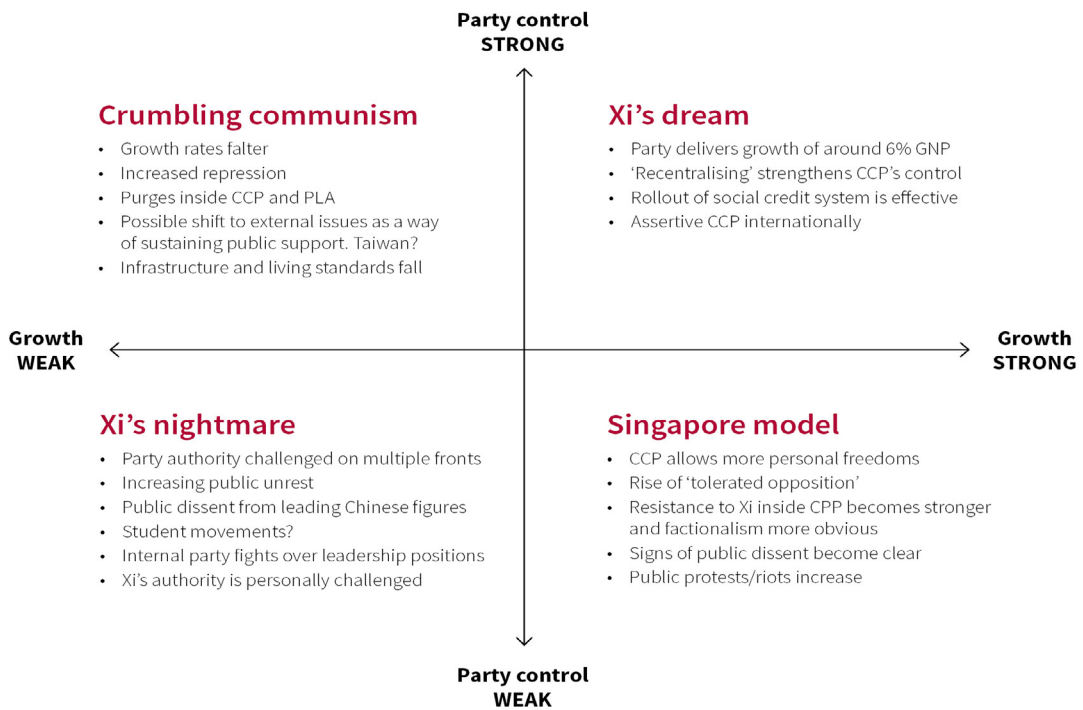 Party control
STRONG
Crumbling communism
• Growth rates falter
• Increased repression
• Purges inside CCP and PLA
• Possible shift to external issues as a way
of sustaining public support. Taiwan?
• Infrastructure and living standards fall
Xi’s dream
• Party delivers growth of around 6% GNP
• ‘Recentralising’ strengthens CCP’s control
• Rollout of social credit system is effective
• Assertive CCP internationally
Growth
WEAK
Growth
STRONG
Xi’s nightmare
• Party authority challenged on multiple fronts
• Increasing public unrest
• Public dissent from leading Chinese figures
• Student movements?
• Internal party fights over leadership positions
• Xi’s authority is personally challenged
Singapore model
• CCP allows more personal freedoms
• Rise of ‘tolerated opposition’
• Resistance to Xi inside CPP becomes stronger
and factionalism more obvious
• Signs of public dissent become clear
• Public protests/riots increase
Party control
WEAK